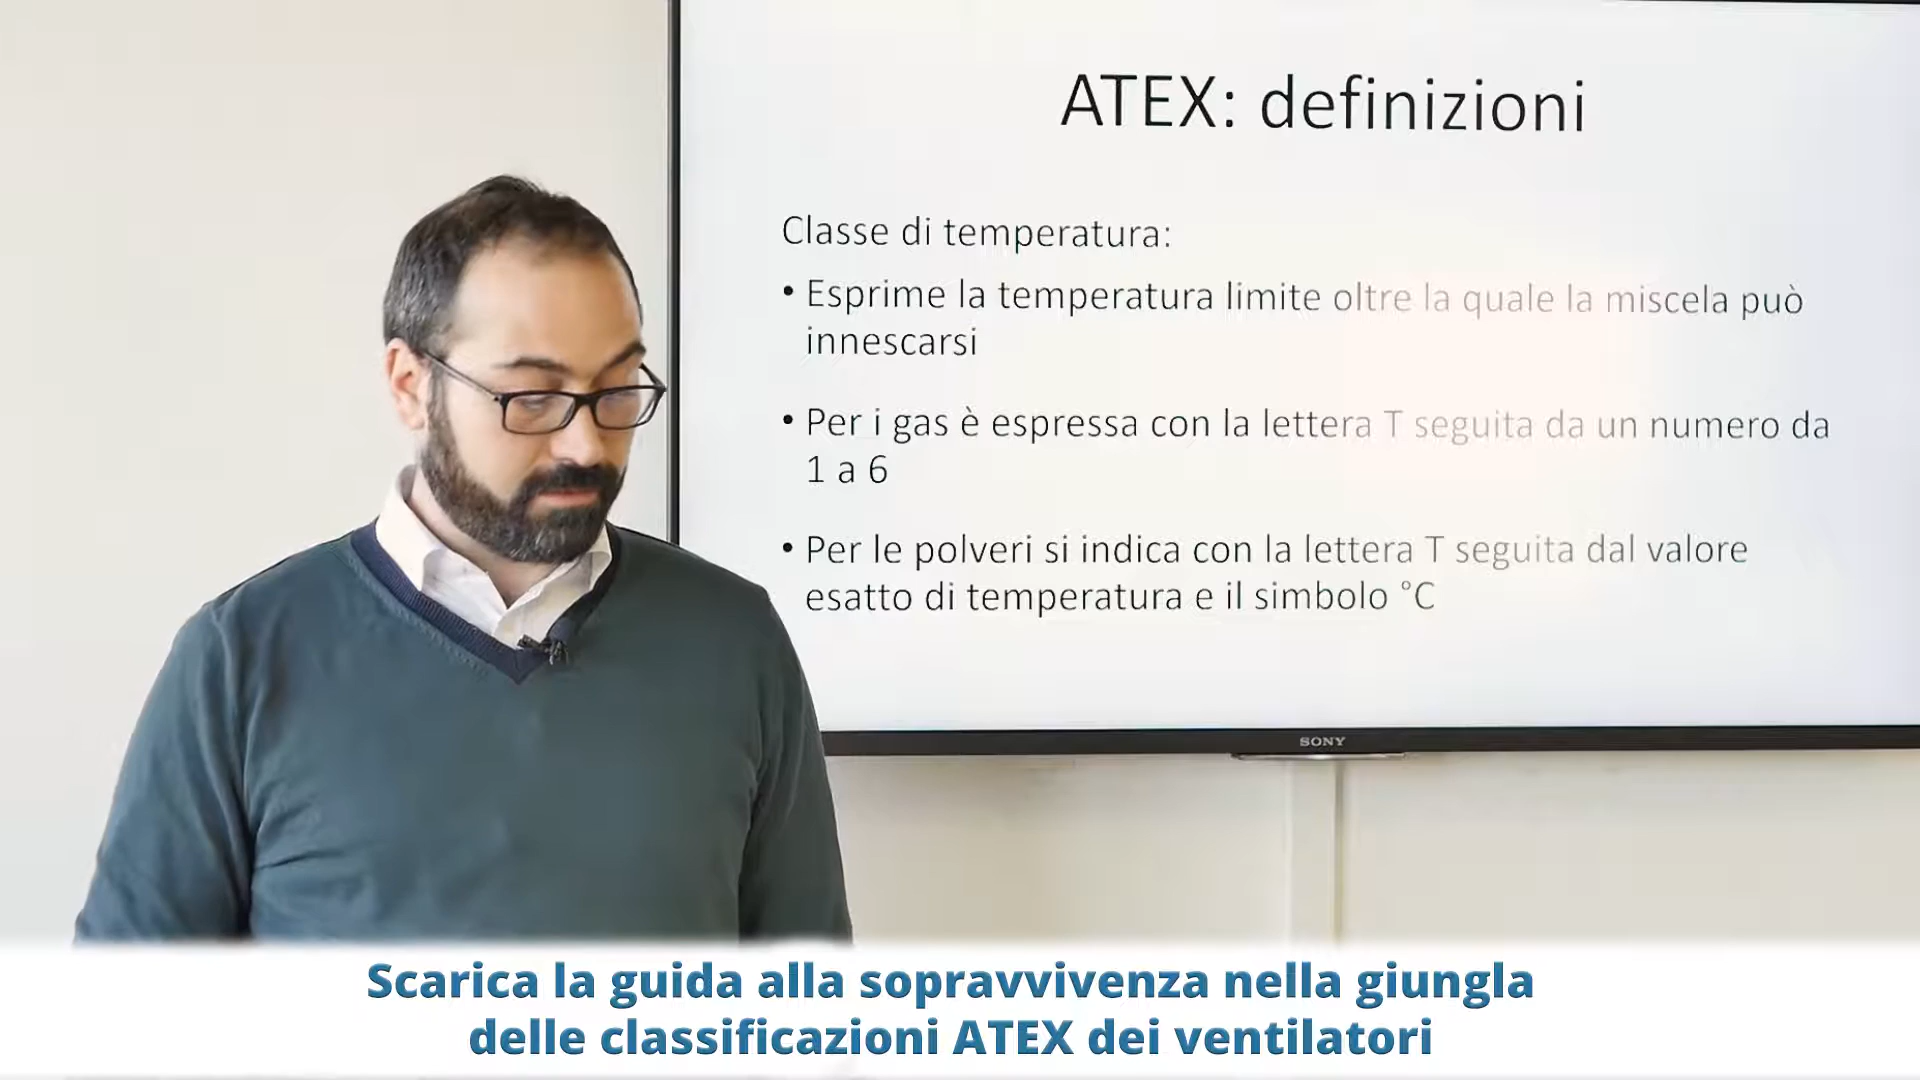 ATEX: definizioni
Classe di temperatura:
• Esprime la temperatura limite oltre la quale la miscela può
innescarsi
• Per i gas è espressa con la lettera T seguita da un numero da
1 a 6
• Per le polveri si indica con la lettera T seguita dal valore
esatto di temperatura e il simbolo °C
SONY
Scarica la guida alla sopravvivenza nella giungla
delle classificazioni ATEX dei ventilatori